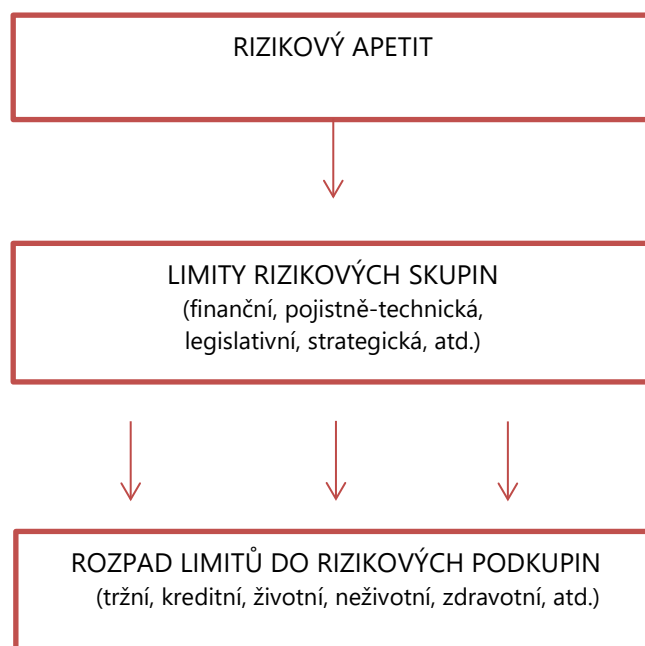 RIZIKOVÝ APETIT
LIMITY RIZIKOVÝCH SKUPIN
(finanční, pojistně-technická,
legislativní, strategická, atd.)
ROZPAD LIMITŮ DO RIZIKOVÝCH PODKUPIN
(tržní, kreditní, životní, neživotní, zdravotní, atd.)